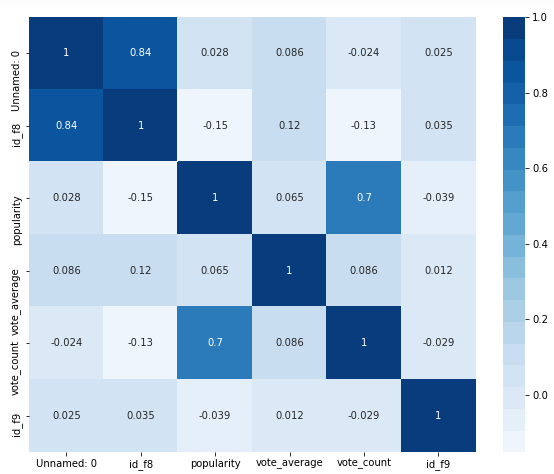 Unnamed: 0 1 0.84 0.028 0.086 -0.024 0.025
id_f8 0.84 1 -0.15 0.12 -0.13 0.035
popularity 0.028 -0.15 1 0.065 0.7 -0.039
vote_average 0.086 0.12 0.065 1 0.086 0.012
vote_count -0.024 -0.13 0.7 0.086 1 -0.029
id_f9 0.025 0.035 -0.039 0.012 -0.029 1
Unnamed: 0 id_f8 popularity vote_average vote_count id_f9
1.0
0.8
0.6
0.4
0.2
0.0